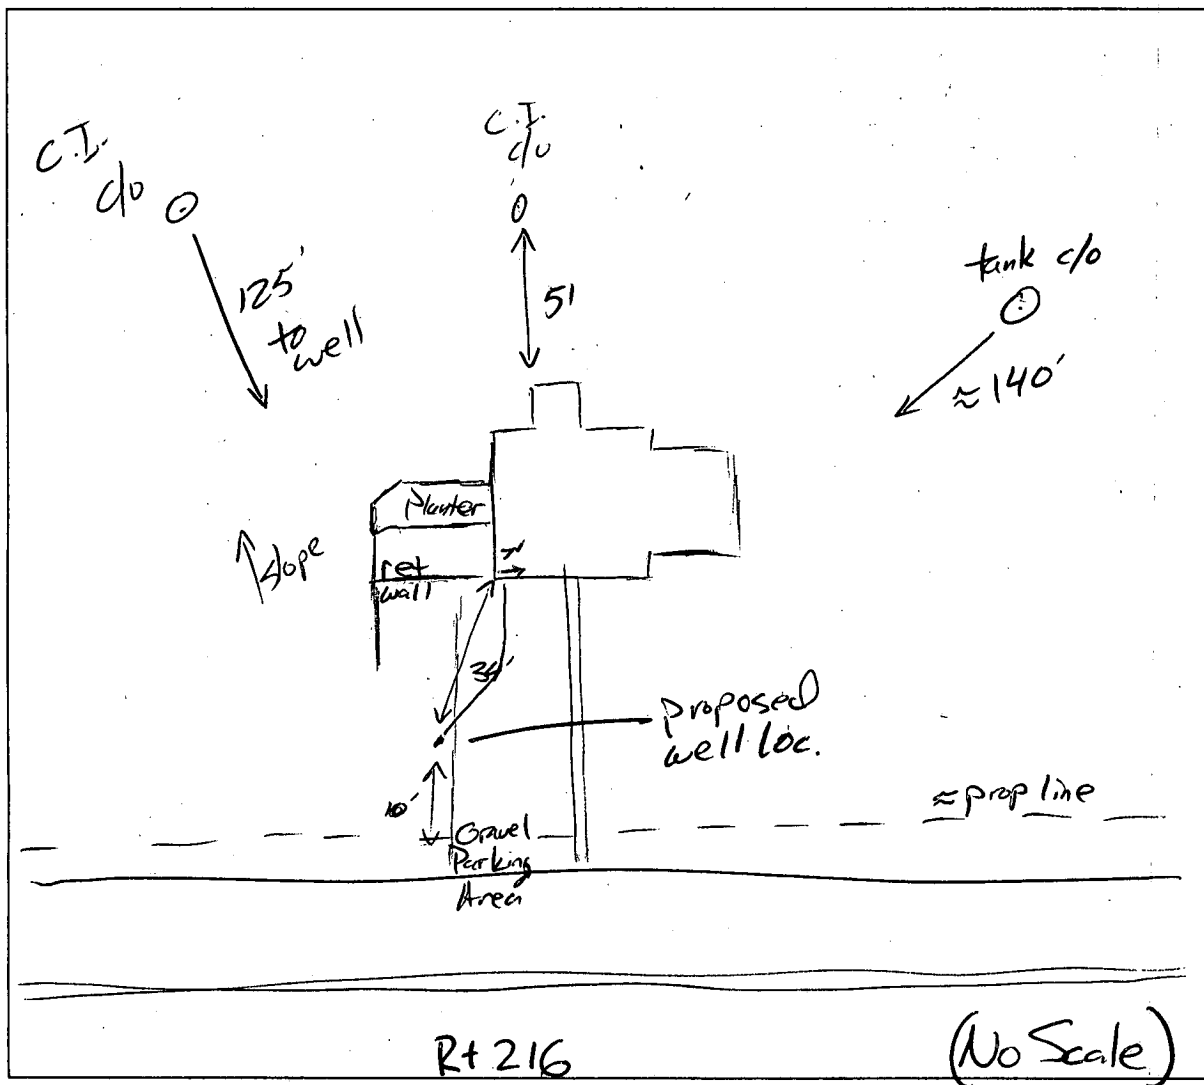 C.I.
c/o
125'
to
well
C.I.
c/o
51
tank c/o
≈140'
Planter
slope
ret
wall
proposed
well loc.
10'
≈prop line
Gravel
Parking
Area
Rt 216
(No Scale)